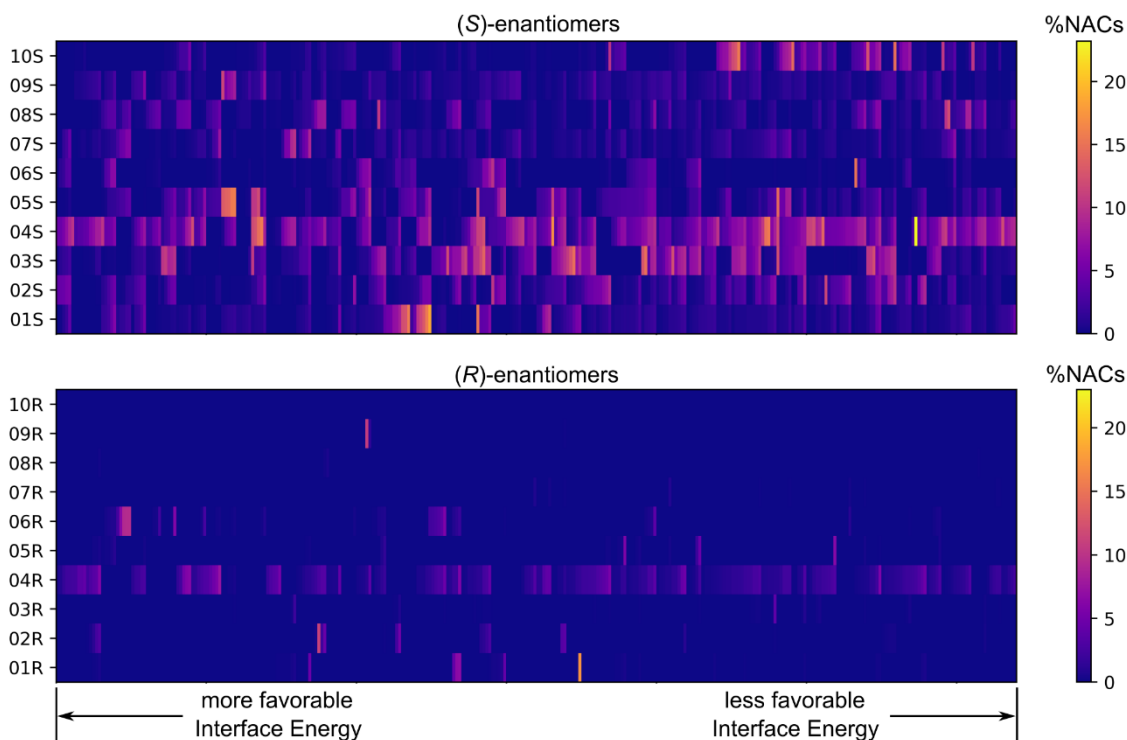 (S)-enantiomers
%NACs
10S
09S
08S
07S
06S
05S
04S
03S
02S
01S
20
15
10
5
0
(R)-enantiomers
%NACs
10R
09R
08R
07R
06R
05R
04R
03R
02R
01R
20
15
10
5
0
more favorable
Interface Energy
less favorable
Interface Energy